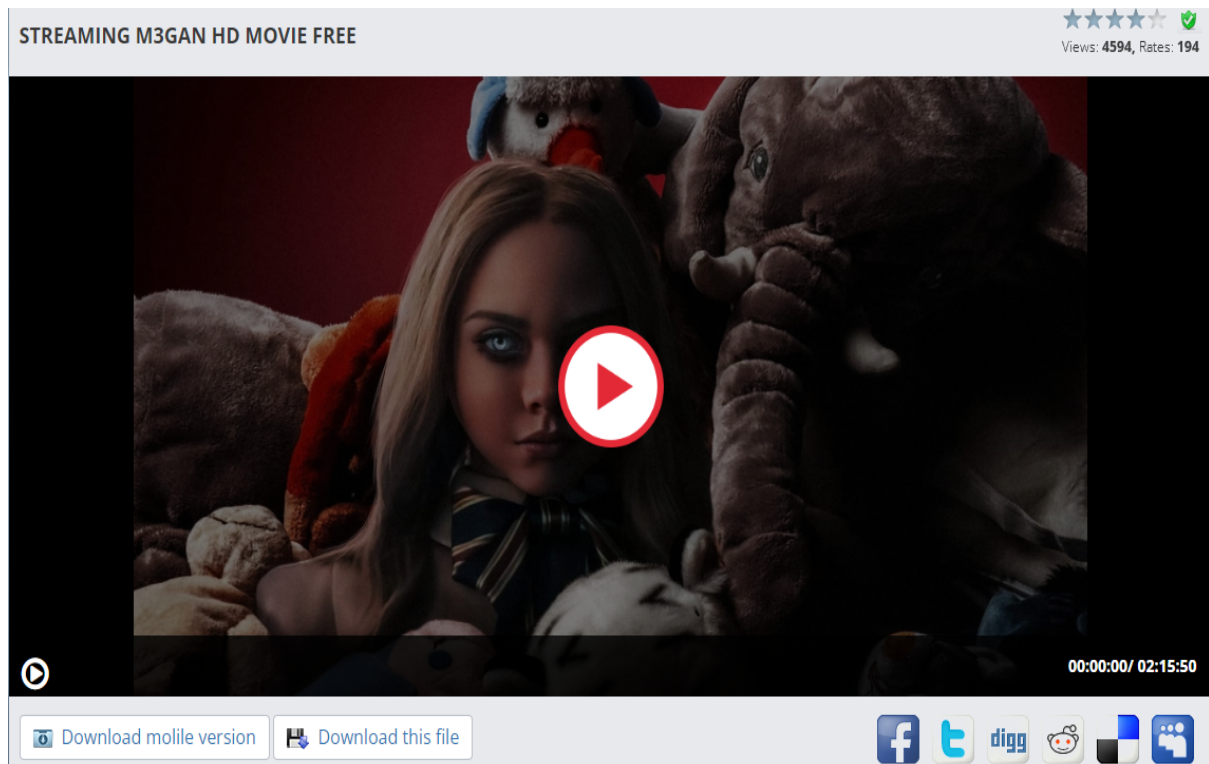 STREAMING M3GAN HD MOVIE FREE
Views: 4594, Rates: 194
00:00:00/ 02:15:50
Download molile version
Download this file
digg